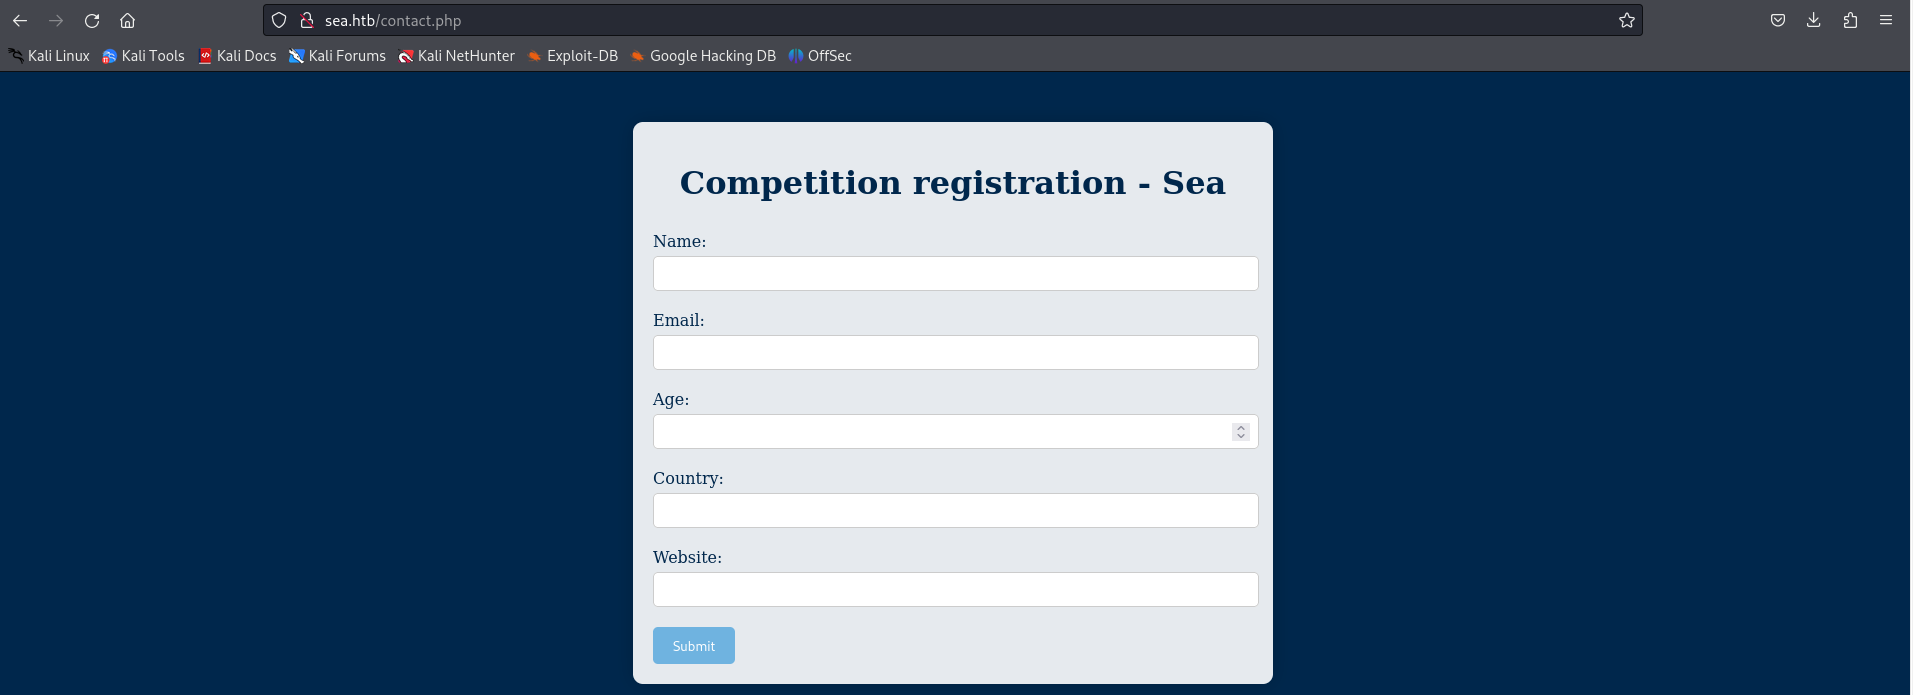 sea.htb/contact.php
Kali Linux Kali Tools Kali Docs Kali Forums Kali NetHunter Exploit-DB Google Hacking DB OffSec
Competition registration - Sea
Name:
Email:
Age:
Country:
Website:
Submit